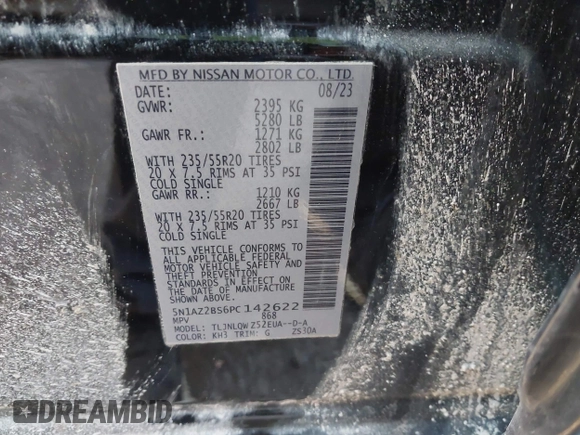 MFD BY NISSAN MOTOR CO., LTD.
DATE: 08/23
GVWR: 2395 KG
5280 LB
GAWR FR.: 1271 KG
2802 LB
WITH 235/55R20 TIRES
20 X 7.5 RIMS AT 35 PSI
COLD SINGLE
GAWR RR.: 1210 KG
2667 LB
WITH 235/55R20 TIRES
20 X 7.5 RIMS AT 35 PSI
COLD SINGLE
THIS VEHICLE CONFORMS TO
ALL APPLICABLE FEDERAL
MOTOR VEHICLE SAFETY AND
THEFT PREVENTION
STANDARDS IN EFFECT ON
THE DATE OF MANUFACTURE
SHOWN ABOVE.
5N1AZ2BS6PC142622
MPV 868
MODEL: TLJNLQWZ52EUA--D-A
COLOR: KH3 TRIM: G ZS30A
DREAMBID